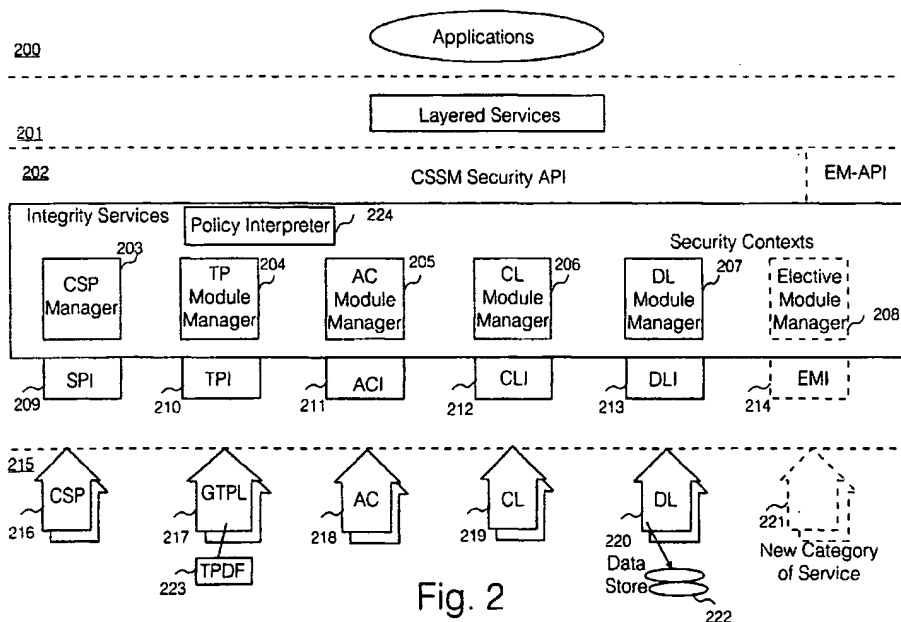 200
Applications
Layered Services
201
202
CSSM Security API
EM-API
Integrity Services
Policy Interpreter
224
Security Contexts
203
CSP
Manager
204
TP
Module
Manager
205
AC
Module
Manager
206
CL
Module
Manager
207
DL
Module
Manager
Elective
Module
Manager
208
SPI
209
TPI
210
ACI
211
CLI
212
DLI
213
EMI
214
215
CSP
216
GTPL
217
AC
218
CL
219
DL
220
221
New Category
of Service
TPDF
223
Data
Store
222
Fig. 2